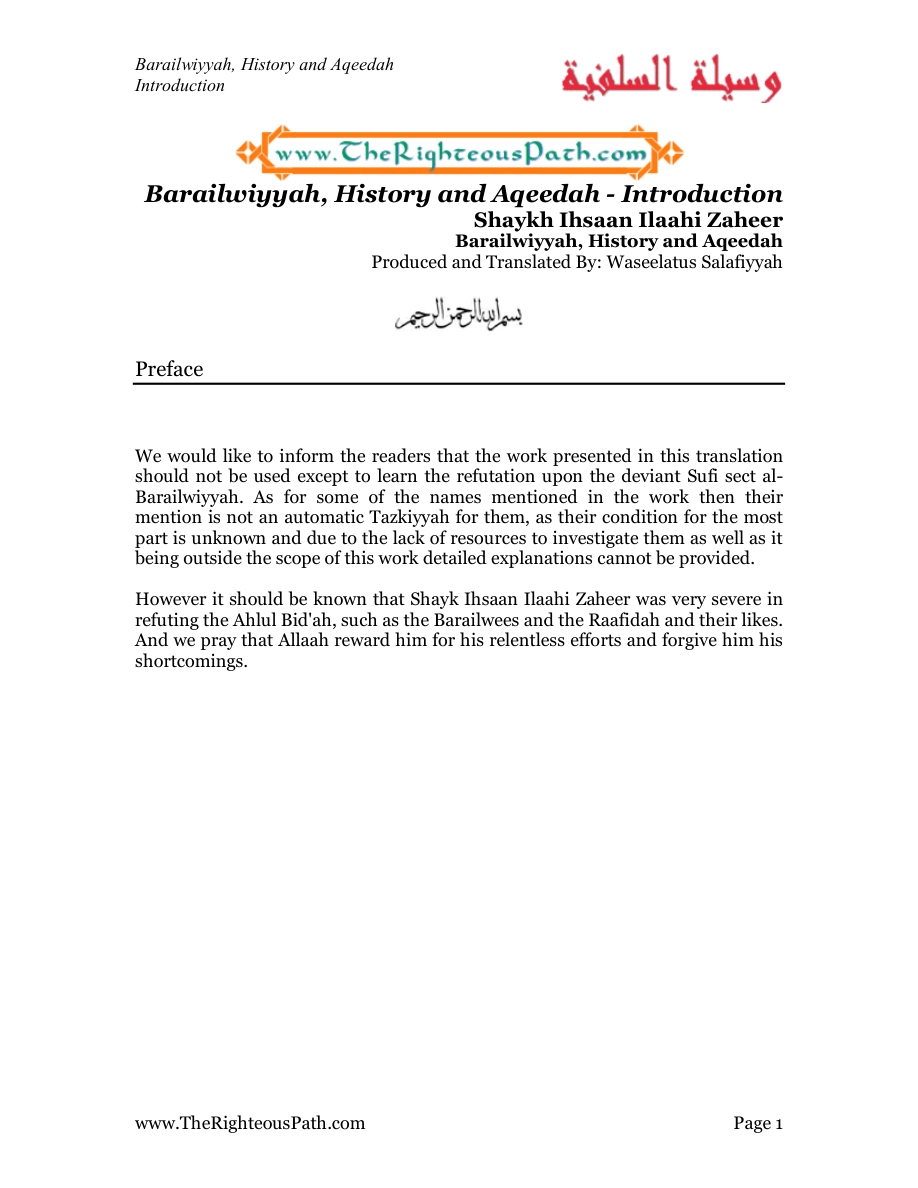 Barailwiyyah, History and Aqeedah
Introduction
وسيلة السلفية
www.TheRighteousPath.com
Barailwiyyah, History and Aqeedah - Introduction
Shaykh Ihsaan Ilaahi Zaheer
Barailwiyyah, History and Aqeedah
Produced and Translated By: Waseelatus Salafiyyah
بسم الله الرحمن الرحيم
Preface
We would like to inform the readers that the work presented in this translation
should not be used except to learn the refutation upon the deviant Sufi sect al-
Barailwiyyah. As for some of the names mentioned in the work then their
mention is not an automatic Tazkiyyah for them, as their condition for the most
part is unknown and due to the lack of resources to investigate them as well as it
being outside the scope of this work detailed explanations cannot be provided.
However it should be known that Shayk Ihsaan Ilaahi Zaheer was very severe in
refuting the Ahlul Bid'ah, such as the Barailwees and the Raafidah and their likes.
And we pray that Allaah reward him for his relentless efforts and forgive him his
shortcomings.
www.TheRighteousPath.com
Page 1